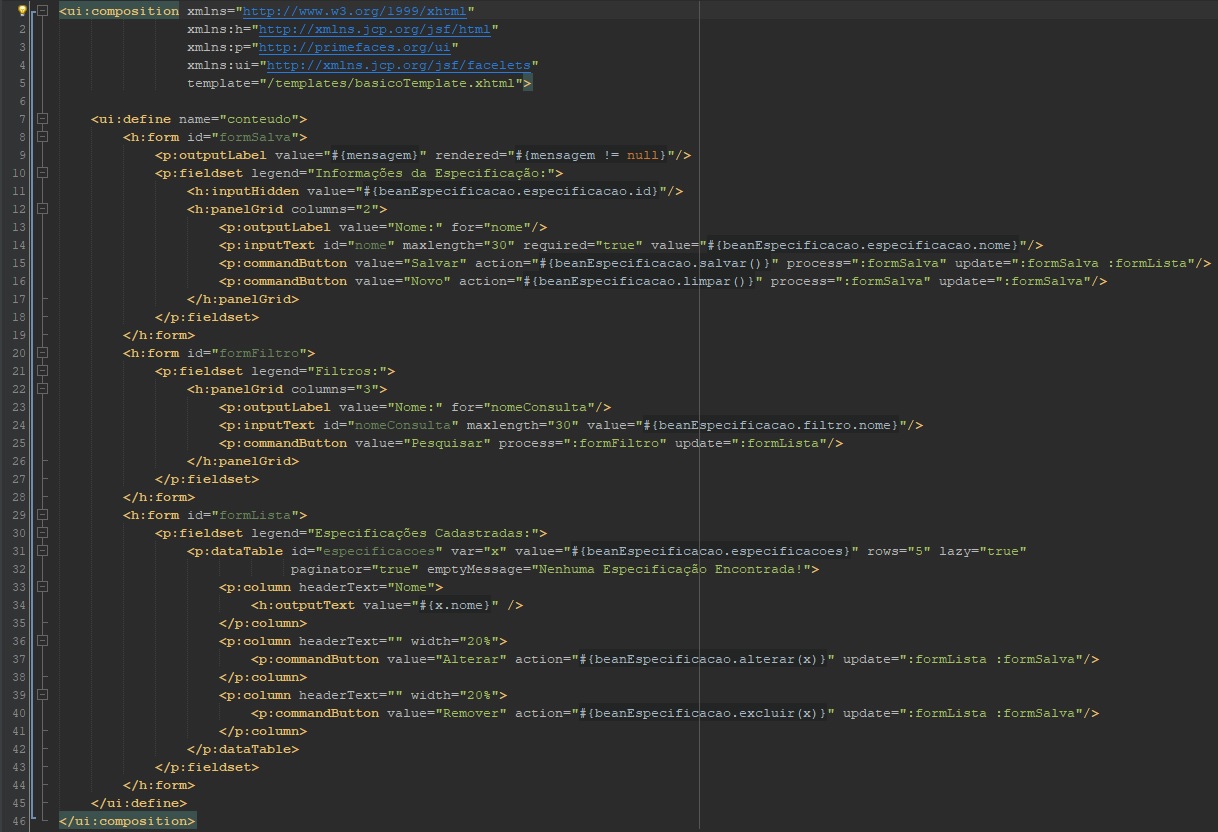 <ui:composition xmlns="http://www.w3.org/1999/xhtml"
2 xmlns:h="http://xmlns.jcp.org/jsf/html"
3 xmlns:p="http://primefaces.org/ui"
4 xmlns:ui="http://xmlns.jcp.org/jsf/facelets"
5 template="/templates/basicoTemplate.xhtml">
6
7 <ui:define name="conteudo">
8 <h:form id="formSalva">
9 <p:outputLabel value="#{mensagem}" rendered="#{mensagem != null}"/>
10 <p:fieldset legend="Informações da Especificação:">
11 <h:inputHidden value="#{beanEspecificacao.especificacao.id}"/>
12 <h:panelGrid columns="2">
13 <p:outputLabel value="Nome:" for="nome"/>
14 <p:inputText id="nome" maxlength="30" required="true" value="#{beanEspecificacao.especificacao.nome}"/>
15 <p:commandButton value="Salvar" action="#{beanEspecificacao.salvar()}" process=":formSalva" update=":formSalva :formLista"/>
16 <p:commandButton value="Novo" action="#{beanEspecificacao.limpar()}" process=":formSalva" update=":formSalva"/>
17 </h:panelGrid>
18 </p:fieldset>
19 </h:form>
20 <h:form id="formFiltro">
21 <p:fieldset legend="Filtros:">
22 <h:panelGrid columns="3">
23 <p:outputLabel value="Nome:" for="nomeConsulta"/>
24 <p:inputText id="nomeConsulta" maxlength="30" value="#{beanEspecificacao.filtro.nome}"/>
25 <p:commandButton value="Pesquisar" process=":formFiltro" update=":formLista"/>
26 </h:panelGrid>
27 </p:fieldset>
28 </h:form>
29 <h:form id="formLista">
30 <p:fieldset legend="Especificações Cadastradas:">
31 <p:dataTable id="especificacoes" var="x" value="#{beanEspecificacao.especificacoes}" rows="5" lazy="true"
32 paginator="true" emptyMessage="Nenhuma Especificação Encontrada!">
33 <p:column headerText="Nome">
34 <h:outputText value="#{x.nome}" />
35 </p:column>
36 <p:column headerText="" width="20%">
37 <p:commandButton value="Alterar" action="#{beanEspecificacao.alterar(x)}" update=":formLista :formSalva"/>
38 </p:column>
39 <p:column headerText="" width="20%">
40 <p:commandButton value="Remover" action="#{beanEspecificacao.excluir(x)}" update=":formLista :formSalva"/>
41 </p:column>
42 </p:dataTable>
43 </p:fieldset>
44 </h:form>
45 </ui:define>
46 </ui:composition>